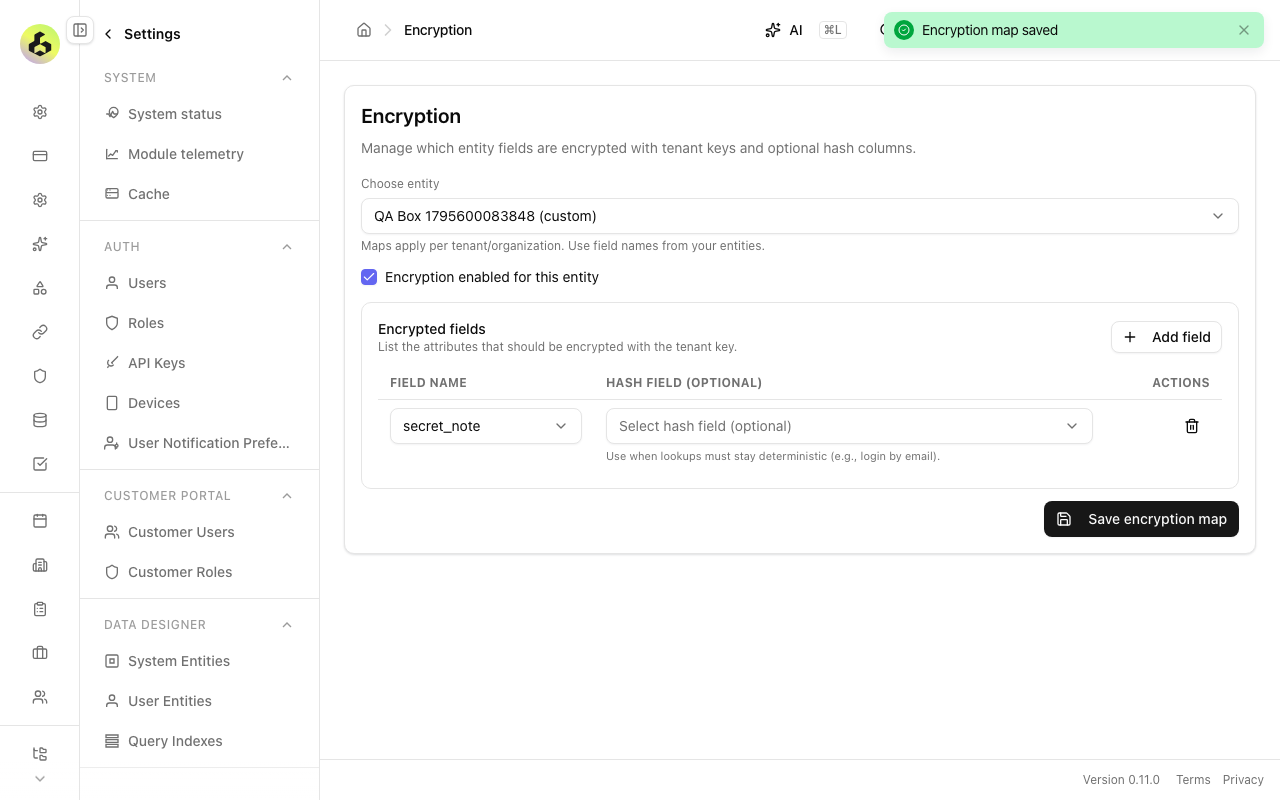 Settings
SYSTEM
System status
Module telemetry
Cache
AUTH
Users
Roles
API Keys
Devices
User Notification Prefe...
CUSTOMER PORTAL
Customer Users
Customer Roles
DATA DESIGNER
System Entities
User Entities
Query Indexes
Encryption
AI
⌘L
Encryption map saved
Encryption
Manage which entity fields are encrypted with tenant keys and optional hash columns.
Choose entity
QA Box 1795600083848 (custom)
Maps apply per tenant/organization. Use field names from your entities.
Encryption enabled for this entity
Encrypted fields
List the attributes that should be encrypted with the tenant key.
Add field
FIELD NAME
HASH FIELD (OPTIONAL)
ACTIONS
secret_note
Select hash field (optional)
Use when lookups must stay deterministic (e.g., login by email).
Save encryption map
Version 0.11.0
Terms
Privacy